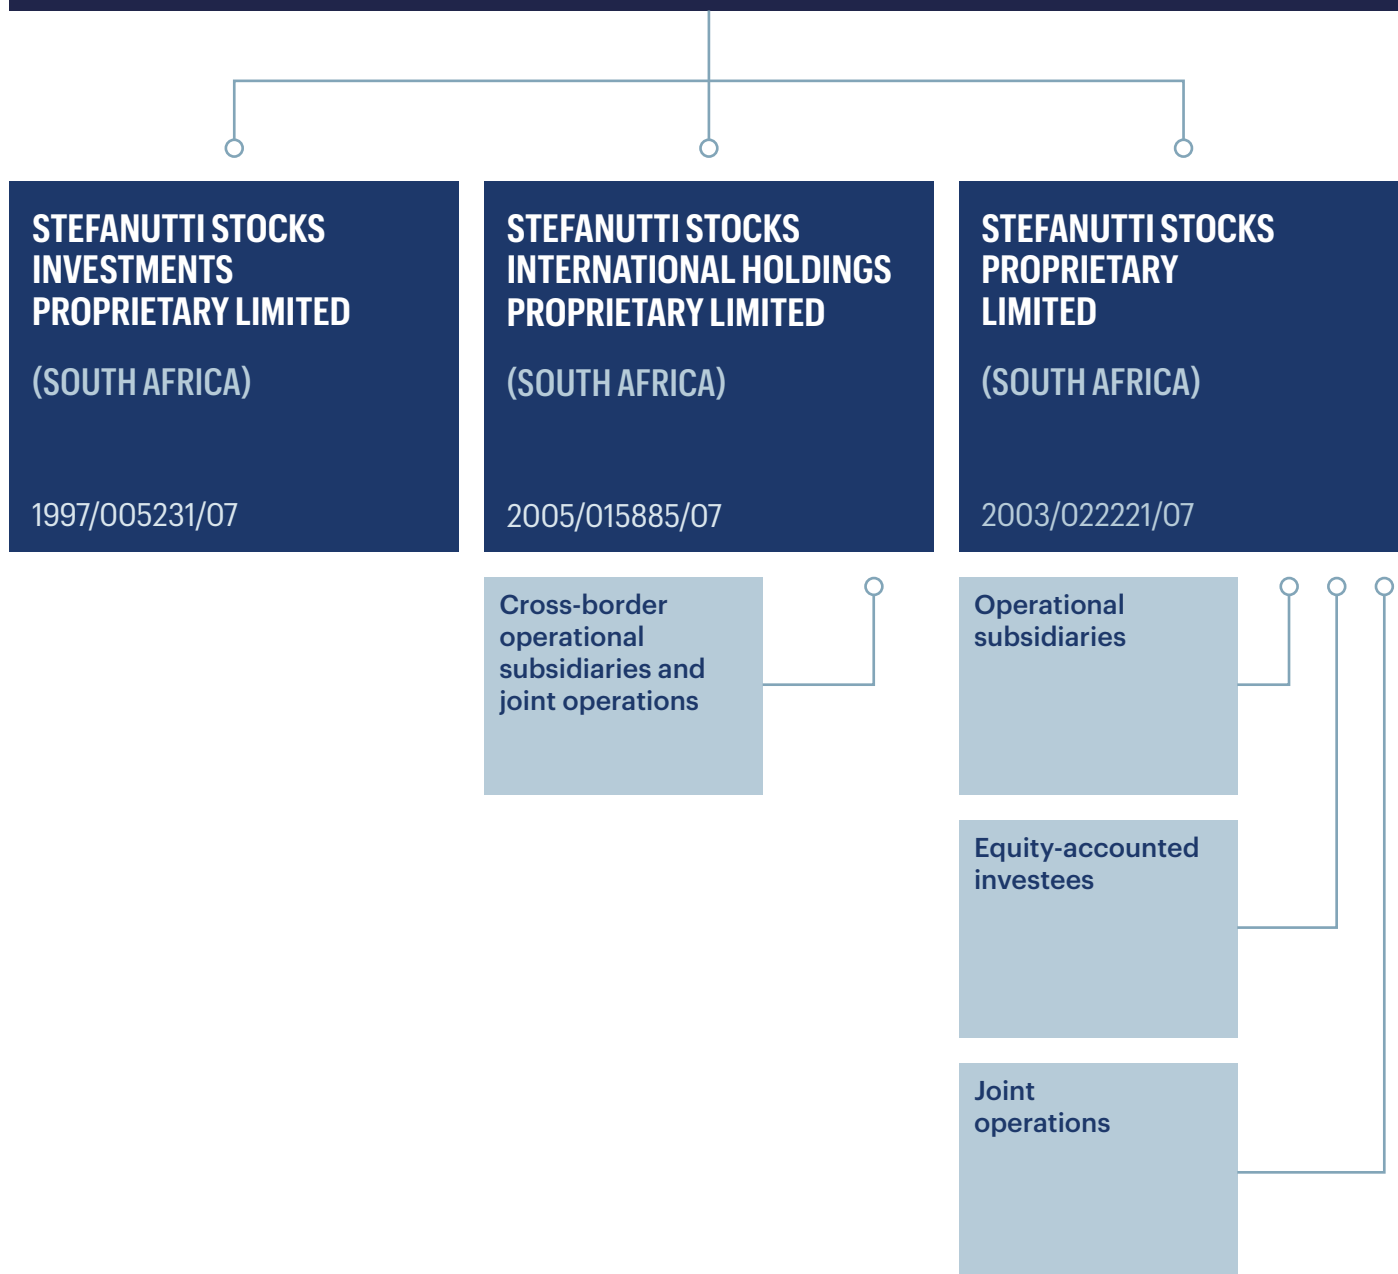 STEFANUTTI STOCKS
INVESTMENTS
PROPRIETARY LIMITED
(SOUTH AFRICA)
1997/005231/07
STEFANUTTI STOCKS
INTERNATIONAL HOLDINGS
PROPRIETARY LIMITED
(SOUTH AFRICA)
2005/015885/07
Cross-border
operational
subsidiaries and
joint operations
STEFANUTTI STOCKS
PROPRIETARY
LIMITED
(SOUTH AFRICA)
2003/022221/07
Operational
subsidiaries
Equity-accounted
investees
Joint
operations